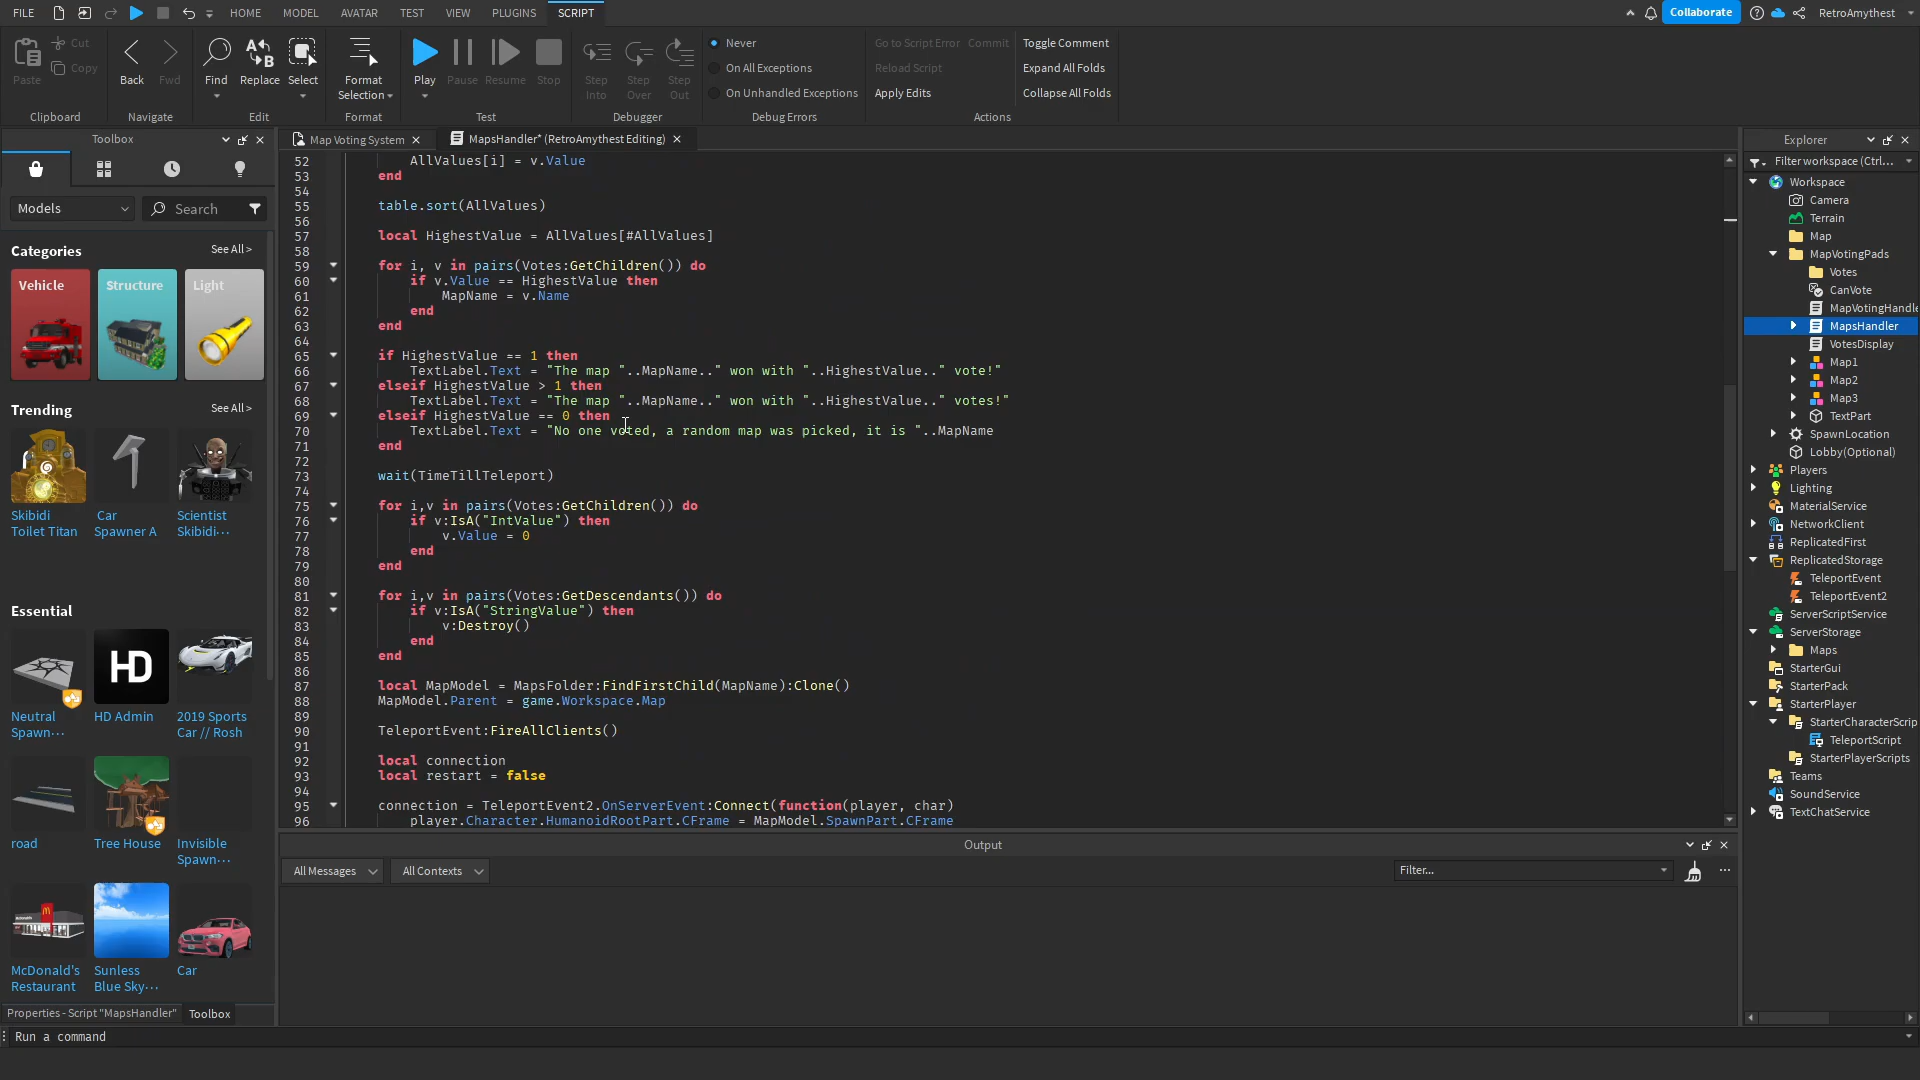 FILE HOME MODEL AVATAR TEST VIEW PLUGINS SCRIPT Collaborate RetroAmythest
Paste Cut Copy Back Fwd Find Replace Select Format Selection Play Pause Resume Stop Step Into Step Over Step Out
Never
On All Exceptions
On Unhandled Exceptions
Go to Script Error Commit
Reload Script
Apply Edits
Toggle Comment
Expand All Folds
Collapse All Folds
Clipboard Navigate Edit Format Test Debugger Debug Errors Actions
Toolbox
Models Search
Categories See All >
Vehicle Structure Light
Trending See All >
Skibidi Toilet Titan
Car Spawner A
Scientist Skibidi...
Essential
HD
Neutral Spawn...
HD Admin
2019 Sports Car // Rosh
road
Tree House
Invisible Spawn...
McDonald's Restaurant
Sunless Blue Sky...
Car
Properties - Script "MapsHandler" Toolbox
Map Voting System MapsHandler* (RetroAmythest Editing)
52 AllValues[i] = v.Value
53 end
54
55 table.sort(AllValues)
56
57 local HighestValue = AllValues[#AllValues]
58
59 for i, v in pairs(Votes:GetChildren()) do
60 if v.Value == HighestValue then
61 MapName = v.Name
62 end
63 end
64
65 if HighestValue == 1 then
66 TextLabel.Text = "The map "..MapName.." won with "..HighestValue.." vote!"
67 elseif HighestValue > 1 then
68 TextLabel.Text = "The map "..MapName.." won with "..HighestValue.." votes!"
69 elseif HighestValue == 0 then
70 TextLabel.Text = "No one voted, a random map was picked, it is "..MapName
71 end
72
73 wait(TimeTillTeleport)
74
75 for i,v in pairs(Votes:GetChildren()) do
76 if v:IsA("IntValue") then
77 v.Value = 0
78 end
79 end
80
81 for i,v in pairs(Votes:GetDescendants()) do
82 if v:IsA("StringValue") then
83 v:Destroy()
84 end
85 end
86
87 local MapModel = MapsFolder:FindFirstChild(MapName):Clone()
88 MapModel.Parent = game.Workspace.Map
89
90 TeleportEvent:FireAllClients()
91
92 local connection
93 local restart = false
94
95 connection = TeleportEvent2.OnServerEvent:Connect(function(player, char)
96 player.Character.HumanoidRootPart.CFrame = MapModel.SpawnPart.CFrame
Output
All Messages All Contexts Filter...
Explorer
Filter workspace (Ctrl...
Workspace
Camera
Terrain
Map
MapVotingPads
Votes
CanVote
MapVotingHandle
MapsHandler
VotesDisplay
Map1
Map2
Map3
TextPart
SpawnLocation
Lobby(Optional)
Players
Lighting
MaterialService
NetworkClient
ReplicatedFirst
ReplicatedStorage
TeleportEvent
TeleportEvent2
ServerScriptService
ServerStorage
Maps
StarterGui
StarterPack
StarterPlayer
StarterCharacterScrip
TeleportScript
StarterPlayerScripts
Teams
SoundService
TextChatService
Run a command